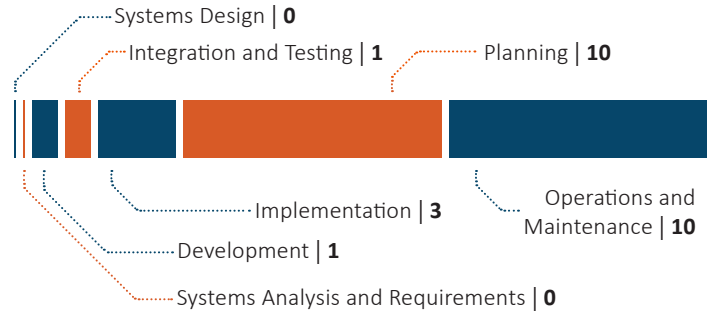 Systems Design | 0
Integration and Testing | 1
Planning | 10
Implementation | 3
Operations and
Maintenance | 10
Development | 1
Systems Analysis and Requirements | 0